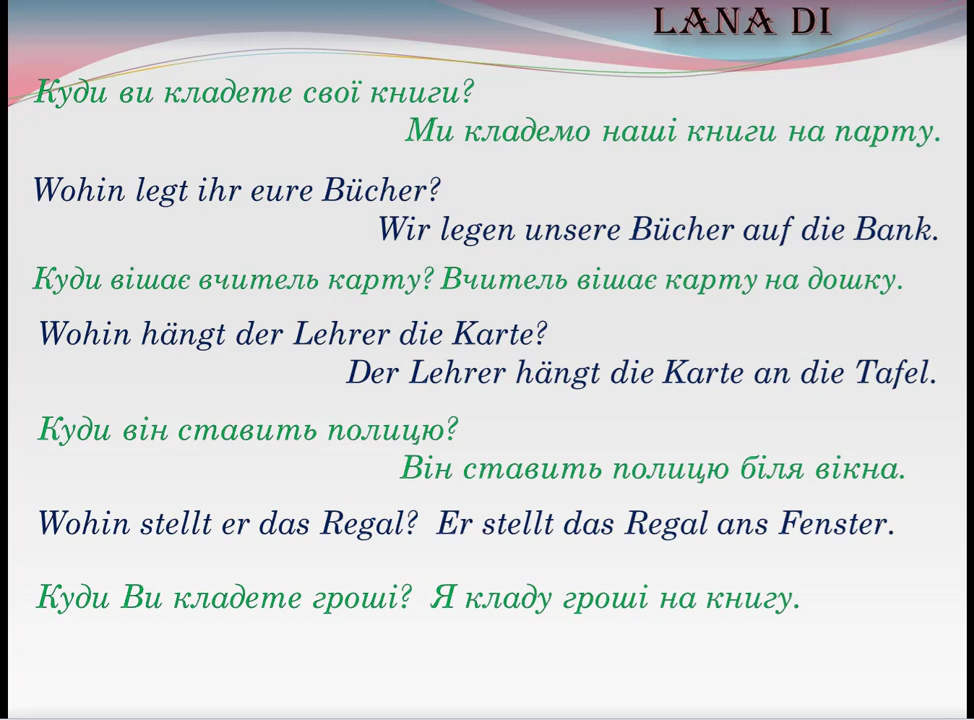 LANA DI
Куди ви кладете свої книги?
Ми кладемо наші книги на парту.
Wohin legt ihr eure Bücher?
Wir legen unsere Bücher auf die Bank.
Куди вішає вчитель карту? Вчитель вішає карту на дошку.
Wohin hängt der Lehrer die Karte?
Der Lehrer hängt die Karte an die Tafel.
Куди він ставить полицю?
Він ставить полицю біля вікна.
Wohin stellt er das Regal? Er stellt das Regal ans Fenster.
Куди Ви кладете гроші? Я кладу гроші на книгу.